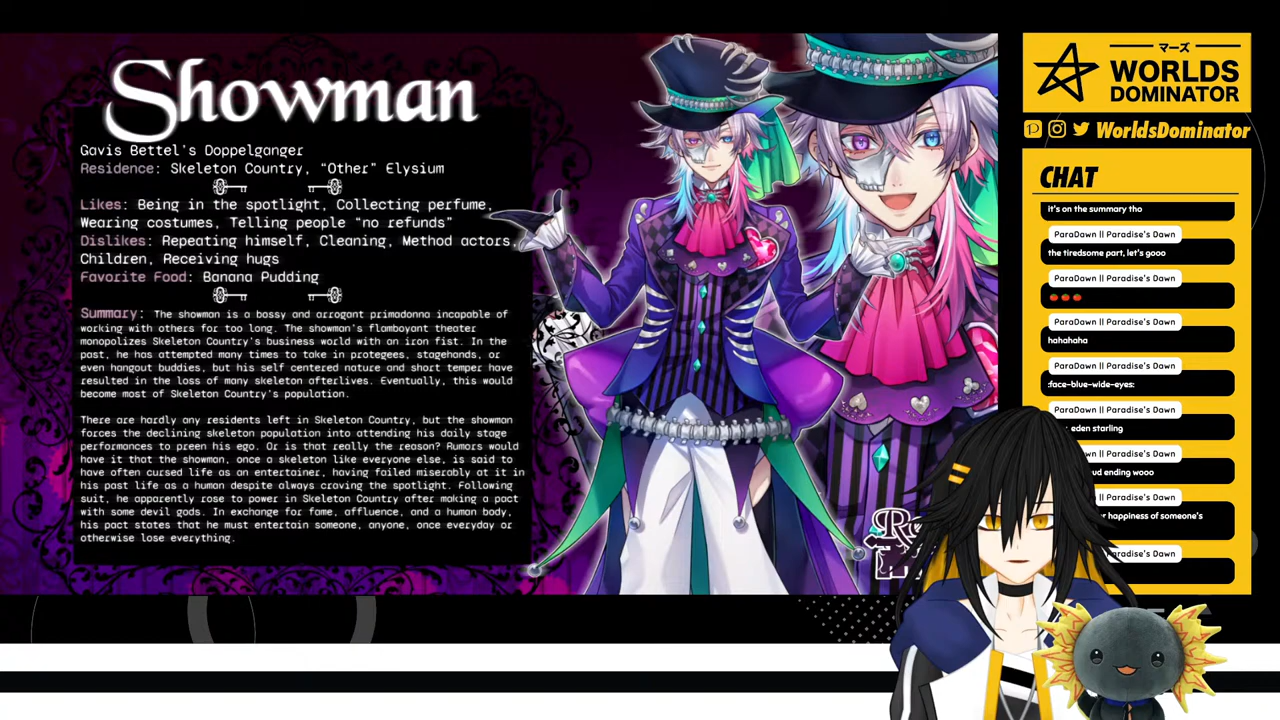 Showman
Gavis Bettel's Doppelganger
Residence: Skeleton Country, "Other" Elysium
Likes: Being in the spotlight, Collecting perfume,
Wearing costumes, Telling people "no refunds"
Dislikes: Repeating himself, Cleaning, Method actors,
Children, Receiving hugs
Favorite Food: Banana Pudding
Summary: The showman is a bossy and arrogant primadonna incapable of
working with others for too long. The showman's flamboyant theater
monopolizes Skeleton Country's business world with an iron fist. In the
past, he has attempted many times to take in protegees, stagehands, or
even hangout buddies, but his self centered nature and short temper have
resulted in the loss of many skeleton afterlives. Eventually, this would
become most of Skeleton Country's population.
There are hardly any residents left in Skeleton Country, but the showman
forces the declining skeleton population into attending his daily stage
performances to preen his ego. Or is that really the reason? Rumors would
have it that the showman, once a skeleton like everyone else, is said to
have often cursed life as an entertainer, having failed miserably at it in
his past life as a human despite always craving the spotlight. Following
suit, he apparently rose to power in Skeleton Country after making a pact
with some devil gods. In exchange for fame, affluence, and a human body,
his pact states that he must entertain someone, anyone, once everyday or
otherwise lose everything.
マーズ
WORLDS
DOMINATOR
WorldsDominator
CHAT
it's on the summary tho
ParaDawn || Paradise's Dawn
the tiredsome part, let's gooo
ParaDawn || Paradise's Dawn
ParaDawn || Paradise's Dawn
hahahaha
ParaDawn || Paradise's Dawn
:face-blue-wide-eyes:
ParaDawn || Paradise's Dawn
eden starling
wn || Paradise's Dawn
ud ending wooo
wn || Paradise's Dawn
r happiness of someone's
aradise's Dawn